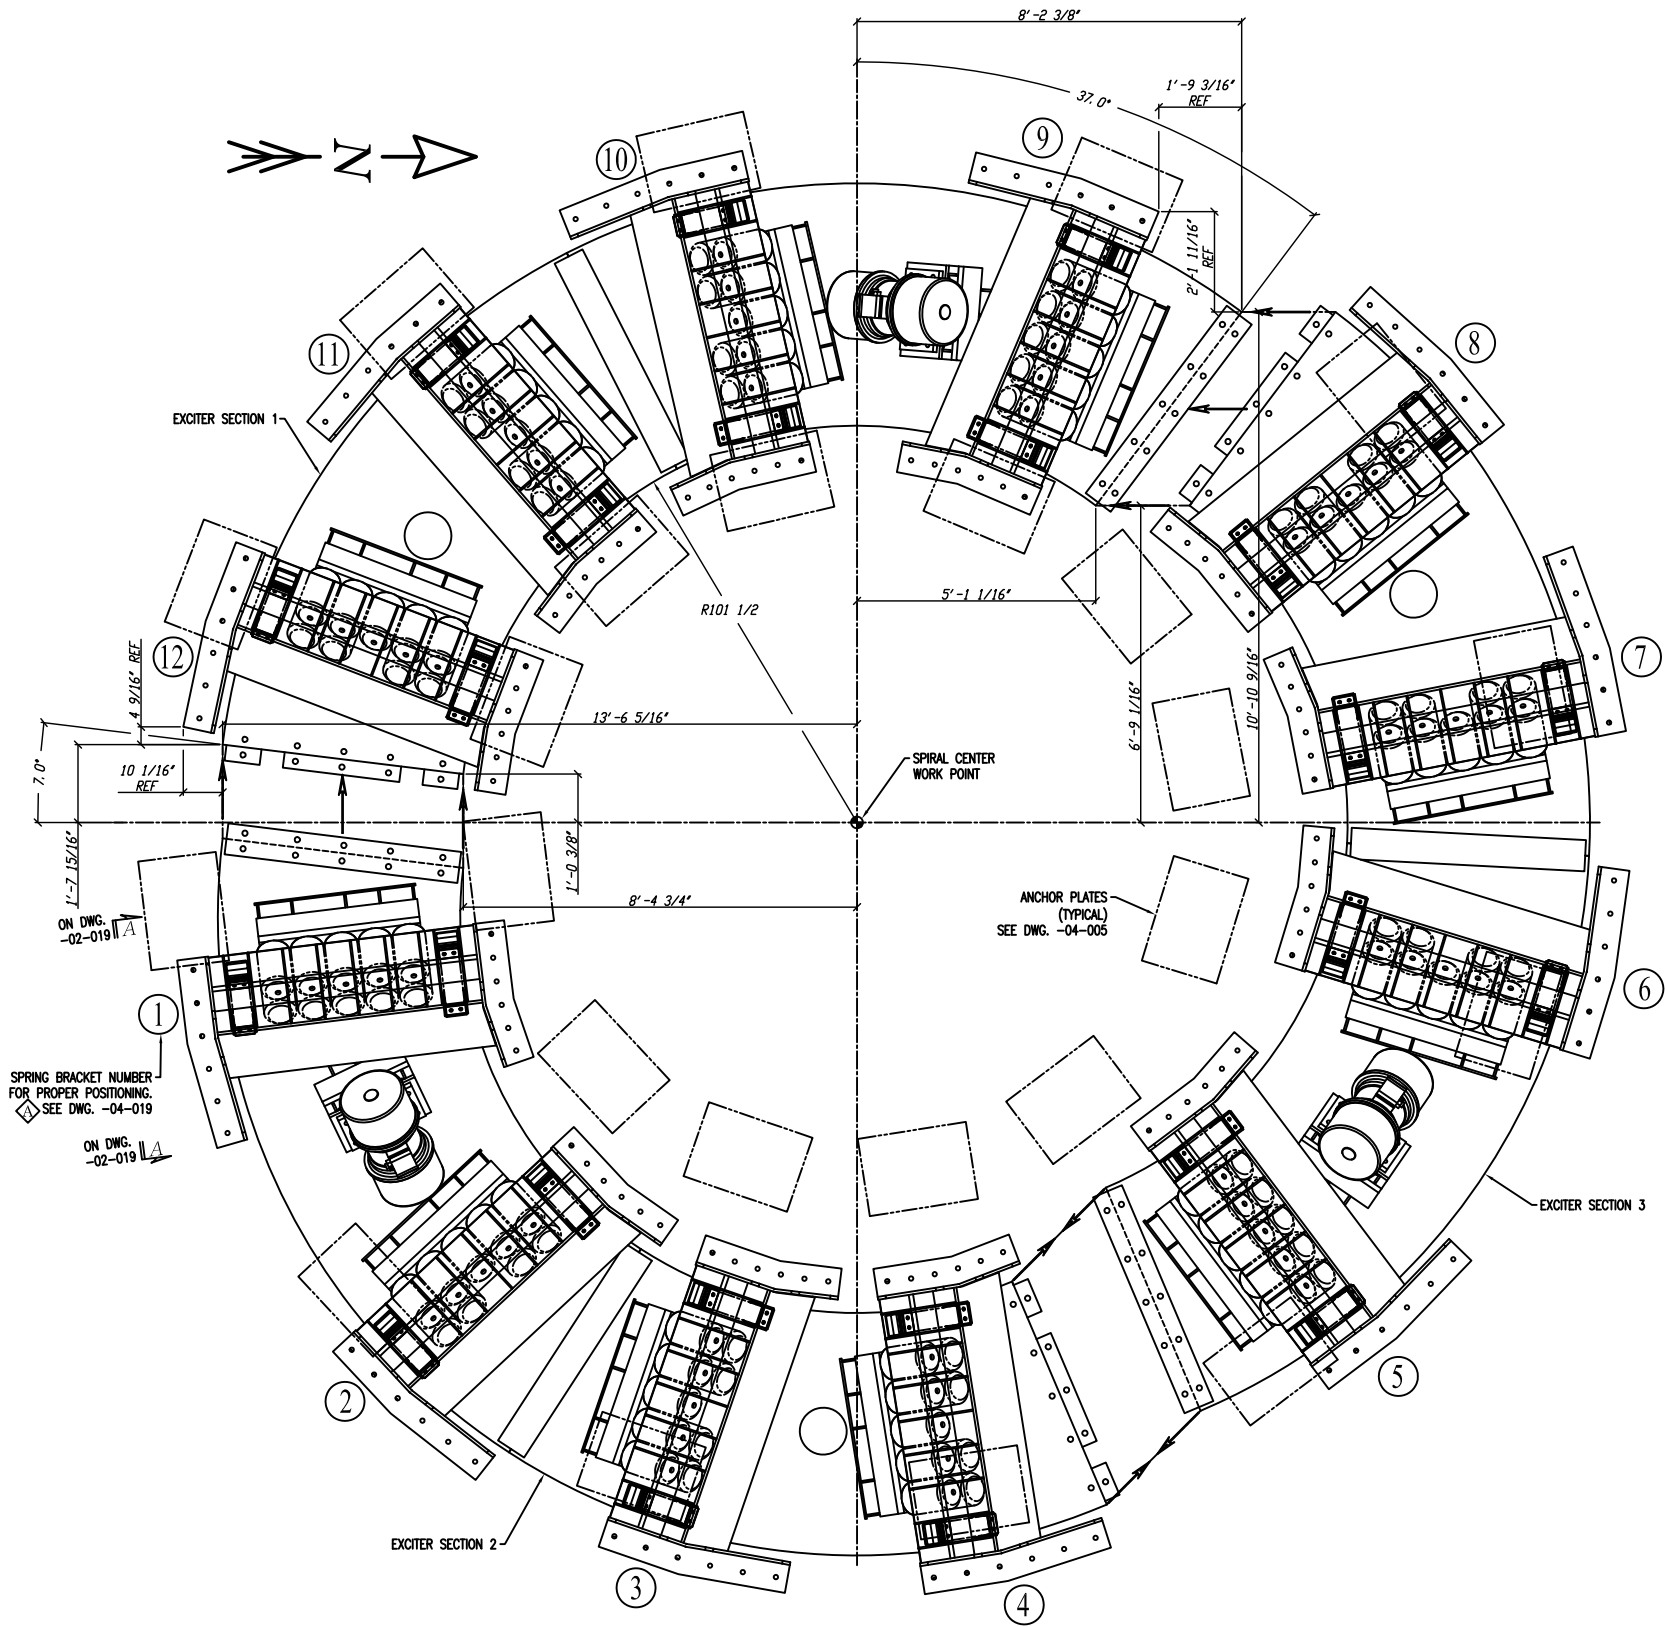 8'-2 3/8"
1'-9 3/16"
REF
37.0°
N
10
9
2'-1 11/16"
REF
8
11
EXCITER SECTION 1
R101 1/2
5'-1 1/16"
12
7
4 9/16" REF
13'-6 5/16"
6'-9 1/16"
10'-10 9/16"
7.0°
10 1/16"
REF
SPIRAL CENTER
WORK POINT
1'-7 15/16"
1'-0 3/8"
8'-4 3/4"
ON DWG.
-02-019 A
ANCHOR PLATES
(TYPICAL)
SEE DWG. -04-005
1
6
SPRING BRACKET NUMBER
FOR PROPER POSITIONING.
A SEE DWG. -04-019
ON DWG.
-02-019 A
EXCITER SECTION 3
2
5
EXCITER SECTION 2
3
4